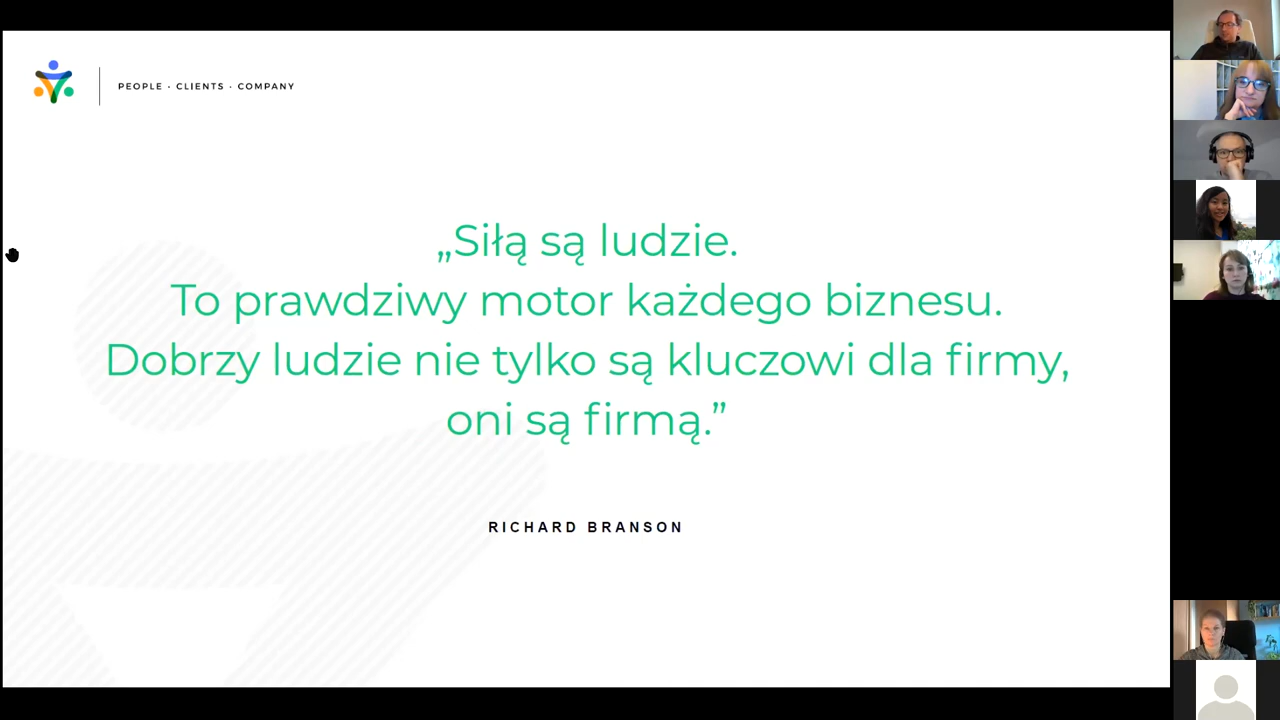 PEOPLE · CLIENTS · COMPANY
„Siłą są ludzie.
To prawdziwy motor każdego biznesu.
Dobrzy ludzie nie tylko są kluczowi dla firmy,
oni są firmą.”
RICHARD BRANSON